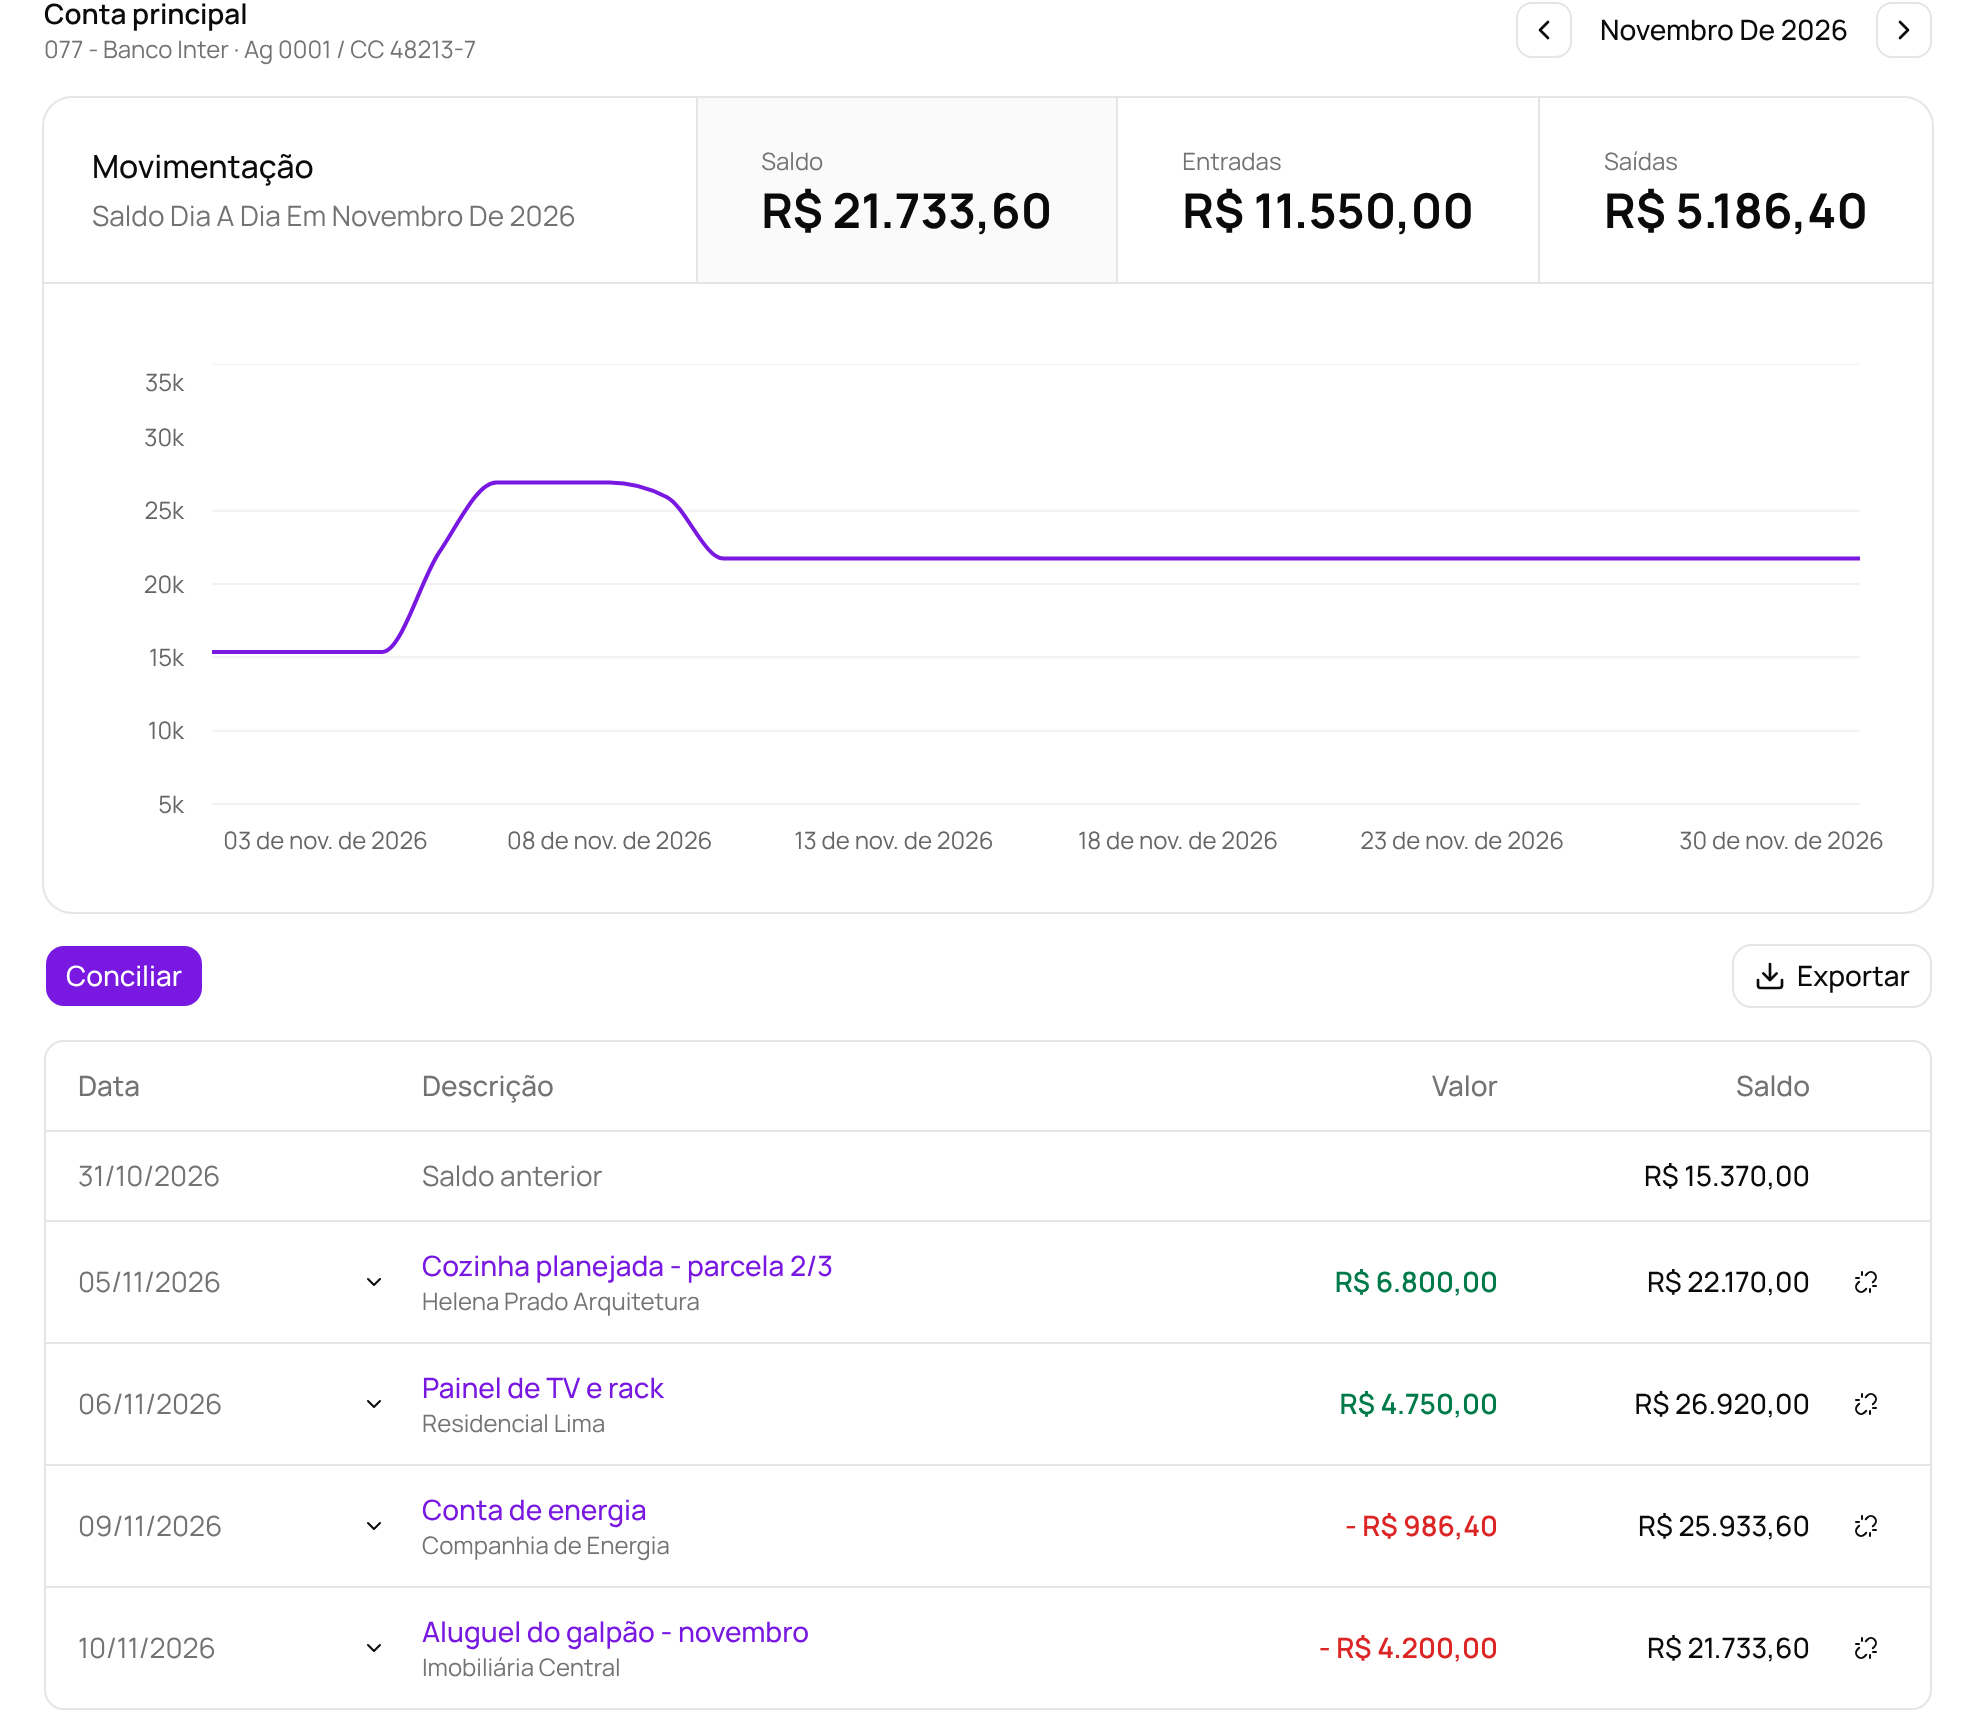 Conta principal
077 - Banco Inter · Ag 0001 / CC 48213-7
Novembro De 2026
Movimentação
Saldo Dia A Dia Em Novembro De 2026
Saldo
R$ 21.733,60
Entradas
R$ 11.550,00
Saídas
R$ 5.186,40
35k
30k
25k
20k
15k
10k
5k
03 de nov. de 2026
08 de nov. de 2026
13 de nov. de 2026
18 de nov. de 2026
23 de nov. de 2026
30 de nov. de 2026
Conciliar
Exportar
Data Descrição Valor Saldo
31/10/2026 Saldo anterior R$ 15.370,00
05/11/2026 Cozinha planejada - parcela 2/3 R$ 6.800,00 R$ 22.170,00
Helena Prado Arquitetura
06/11/2026 Painel de TV e rack R$ 4.750,00 R$ 26.920,00
Residencial Lima
09/11/2026 Conta de energia - R$ 986,40 R$ 25.933,60
Companhia de Energia
10/11/2026 Aluguel do galpão - novembro - R$ 4.200,00 R$ 21.733,60
Imobiliária Central